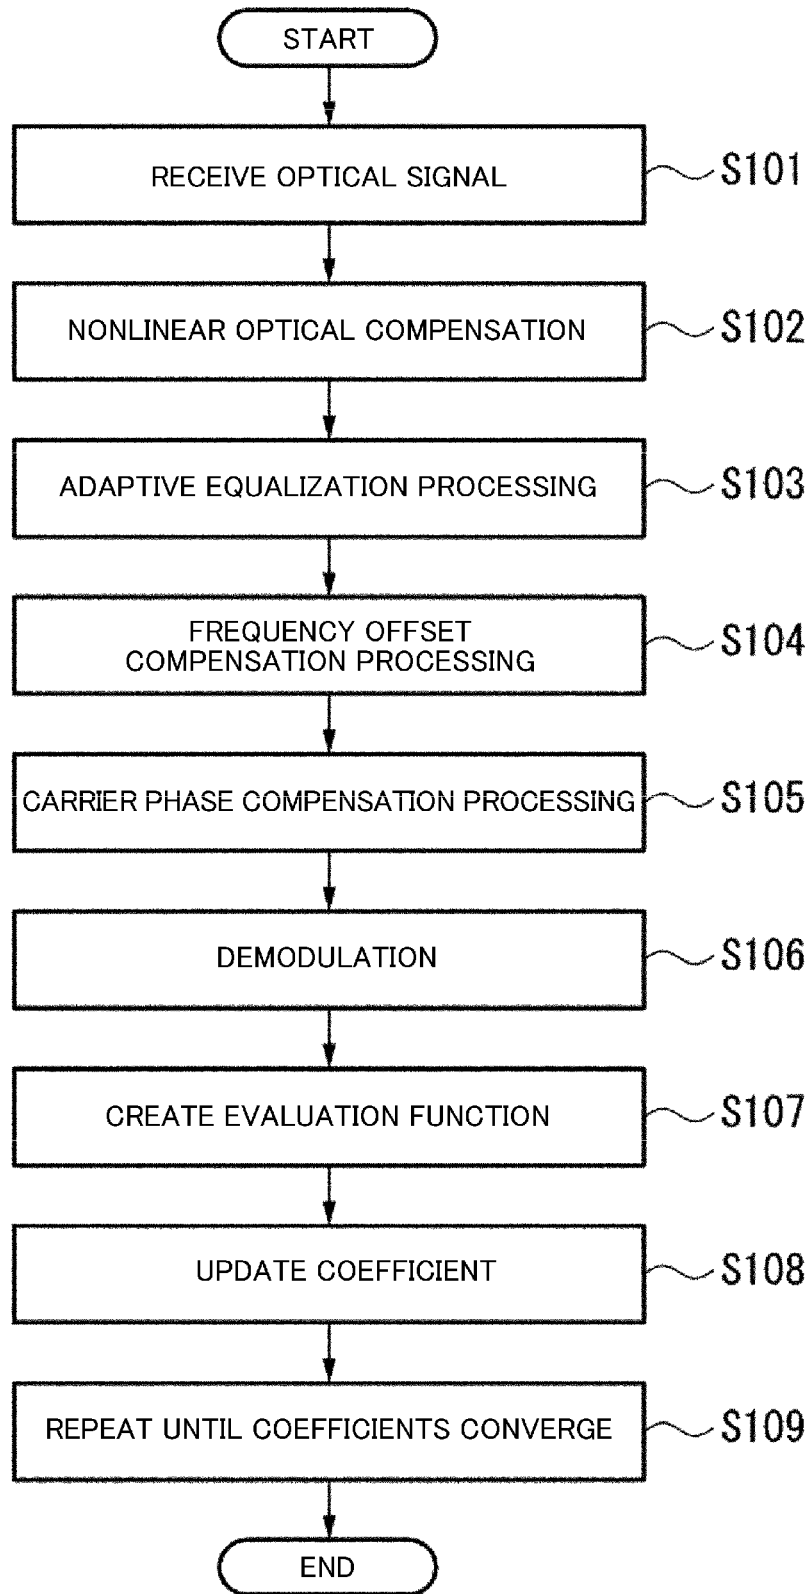 START
RECEIVE OPTICAL SIGNAL
S101
NONLINEAR OPTICAL COMPENSATION
S102
ADAPTIVE EQUALIZATION PROCESSING
S103
FREQUENCY OFFSET
COMPENSATION PROCESSING
S104
CARRIER PHASE COMPENSATION PROCESSING
S105
DEMODULATION
S106
CREATE EVALUATION FUNCTION
S107
UPDATE COEFFICIENT
S108
REPEAT UNTIL COEFFICIENTS CONVERGE
S109
END